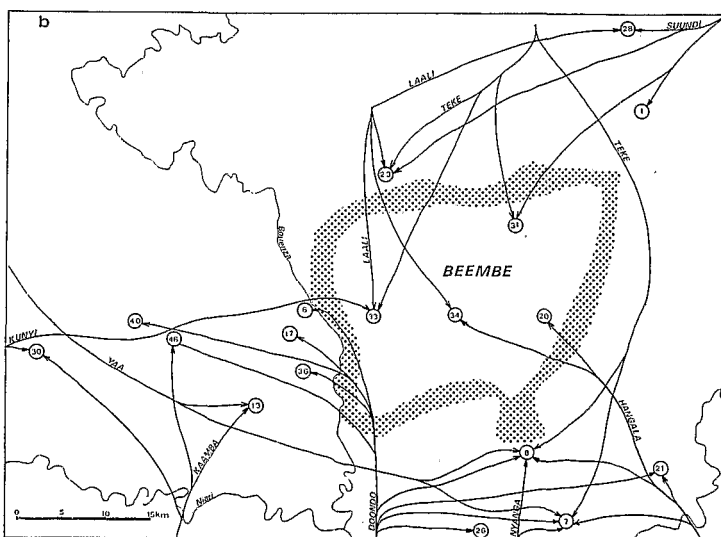 b
28
SUUNDI
LAALI
TEKE
1
TEKE
23
LAALI
31
BEEMBE
Bouenza
6
33
34
20
40
17
KUNYI
46
30
36
YAA
13
HANGALA
KAAMBA
8
21
Niari
DOONDO
NYANGA
7
26
0 5 10 15km